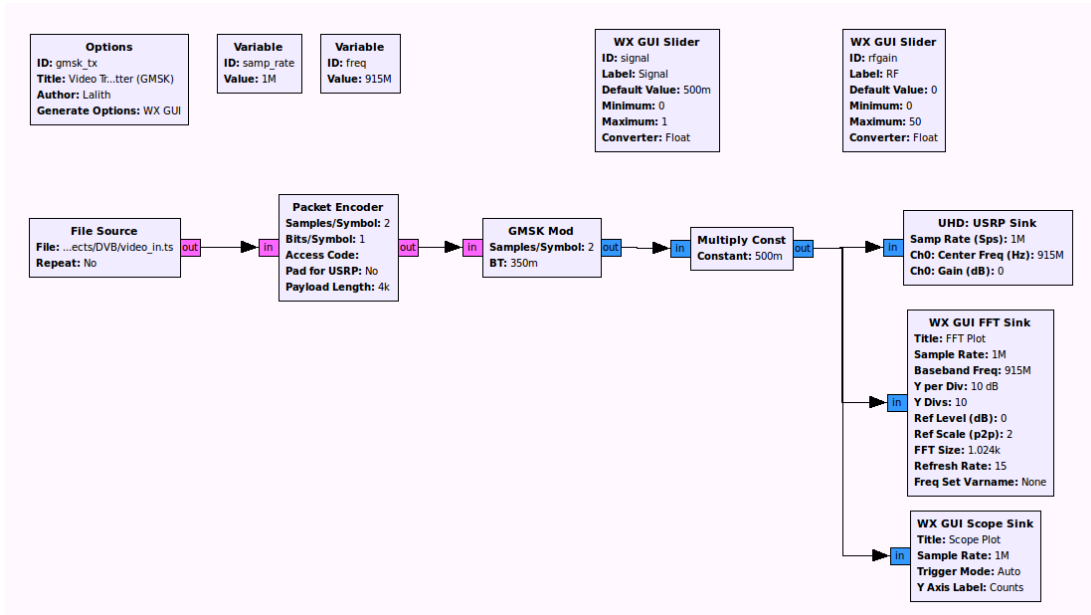 Options
ID: gmsk_tx
Title: Video Tr...tter (GMSK)
Author: Lalith
Generate Options: WX GUI
Variable
ID: samp_rate
Value: 1M
Variable
ID: freq
Value: 915M
WX GUI Slider
ID: signal
Label: Signal
Default Value: 500m
Minimum: 0
Maximum: 1
Converter: Float
WX GUI Slider
ID: rfgain
Label: RF
Default Value: 0
Minimum: 0
Maximum: 50
Converter: Float
File Source
File: ...ects/DVB/video_in.ts
Repeat: No
out
in
Packet Encoder
Samples/Symbol: 2
Bits/Symbol: 1
Access Code:
Pad for USRP: No
Payload Length: 4k
out
in
GMSK Mod
Samples/Symbol: 2
BT: 350m
out
in
Multiply Const
Constant: 500m
out
in
UHD: USRP Sink
Samp Rate (Sps): 1M
Ch0: Center Freq (Hz): 915M
Ch0: Gain (dB): 0
in
WX GUI FFT Sink
Title: FFT Plot
Sample Rate: 1M
Baseband Freq: 915M
Y per Div: 10 dB
Y Divs: 10
Ref Level (dB): 0
Ref Scale (p2p): 2
FFT Size: 1.024k
Refresh Rate: 15
Freq Set Varname: None
in
WX GUI Scope Sink
Title: Scope Plot
Sample Rate: 1M
Trigger Mode: Auto
Y Axis Label: Counts